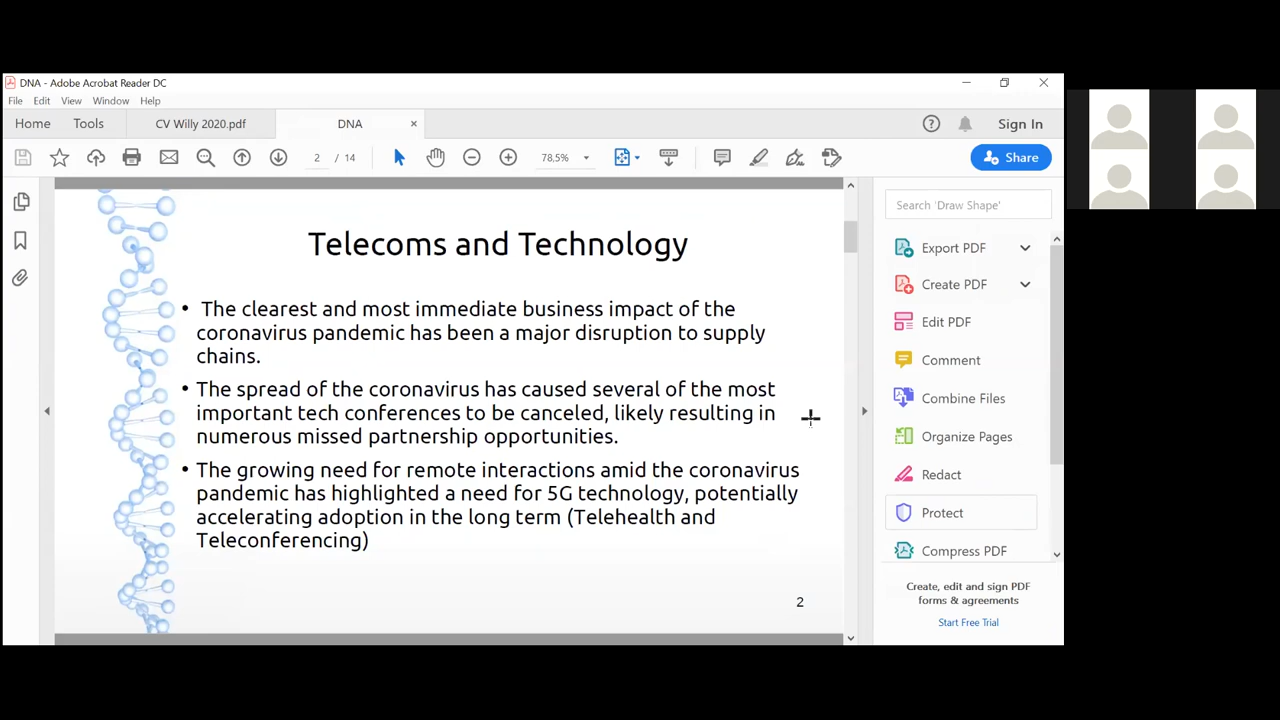 DNA - Adobe Acrobat Reader DC
File Edit View Window Help
Home Tools CV Willy 2020.pdf DNA × Sign In
2 / 14 78,5% Share
Telecoms and Technology
• The clearest and most immediate business impact of the
coronavirus pandemic has been a major disruption to supply
chains.
• The spread of the coronavirus has caused several of the most
important tech conferences to be canceled, likely resulting in
numerous missed partnership opportunities.
• The growing need for remote interactions amid the coronavirus
pandemic has highlighted a need for 5G technology, potentially
accelerating adoption in the long term (Telehealth and
Teleconferencing)
2
Search 'Draw Shape'
Export PDF
Create PDF
Edit PDF
Comment
Combine Files
Organize Pages
Redact
Protect
Compress PDF
Create, edit and sign PDF
forms & agreements
Start Free Trial